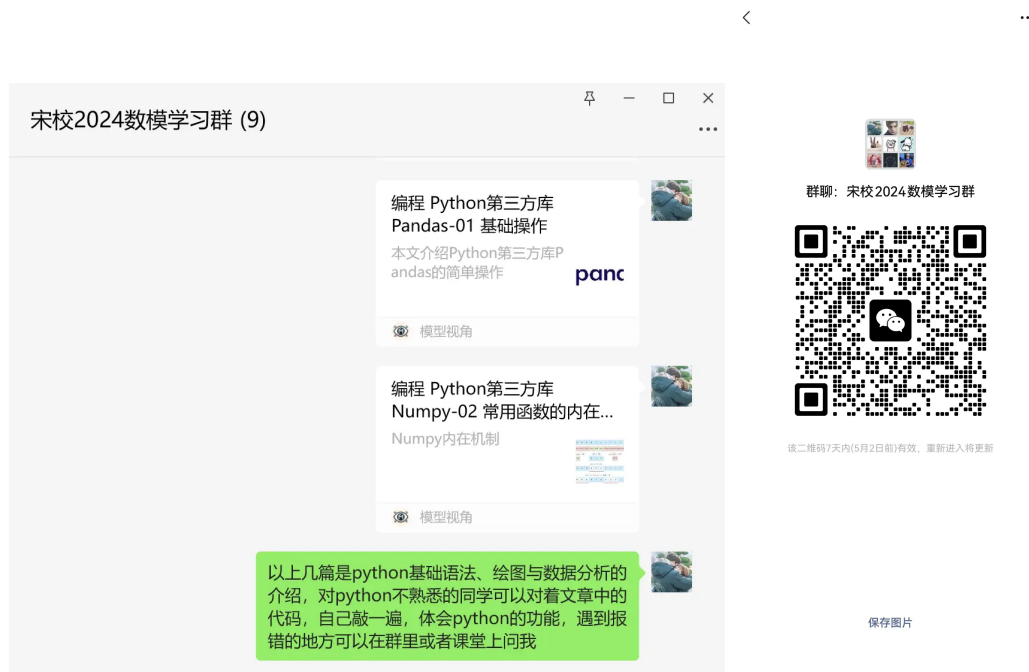 宋校2024数模学习群 (9)
编程 Python第三方库
Pandas-01 基础操作
本文介绍Python第三方库P
andas的简单操作
模型视角
编程 Python第三方库
Numpy-02 常用函数的内在...
Numpy内在机制
模型视角
以上几篇是python基础语法、绘图与数据分析的
介绍，对python不熟悉的同学可以对着文章中的
代码，自己敲一遍，体会python的功能，遇到报
错的地方可以在群里或者课堂上问我
群聊：宋校2024数模学习群
该二维码7天内(5月2日前)有效，重新进入将更新
保存图片